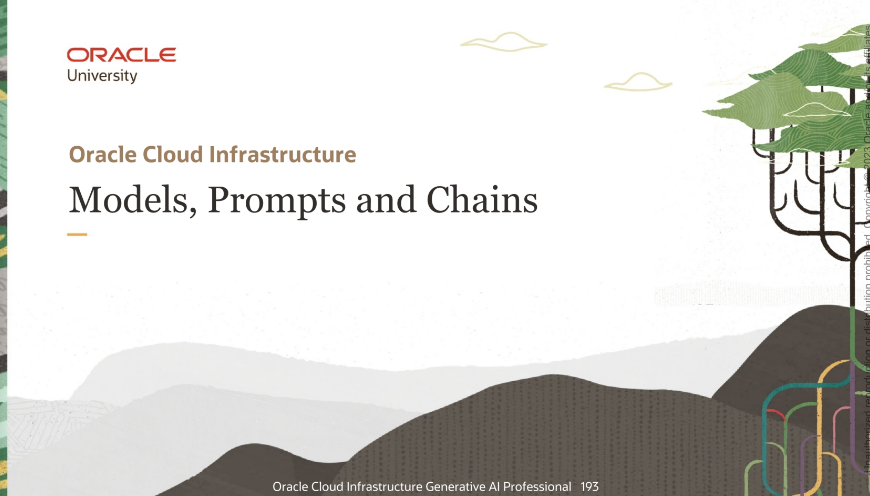 ORACLE
University
Oracle Cloud Infrastructure
Models, Prompts and Chains
Oracle Cloud Infrastructure Generative AI Professional 193